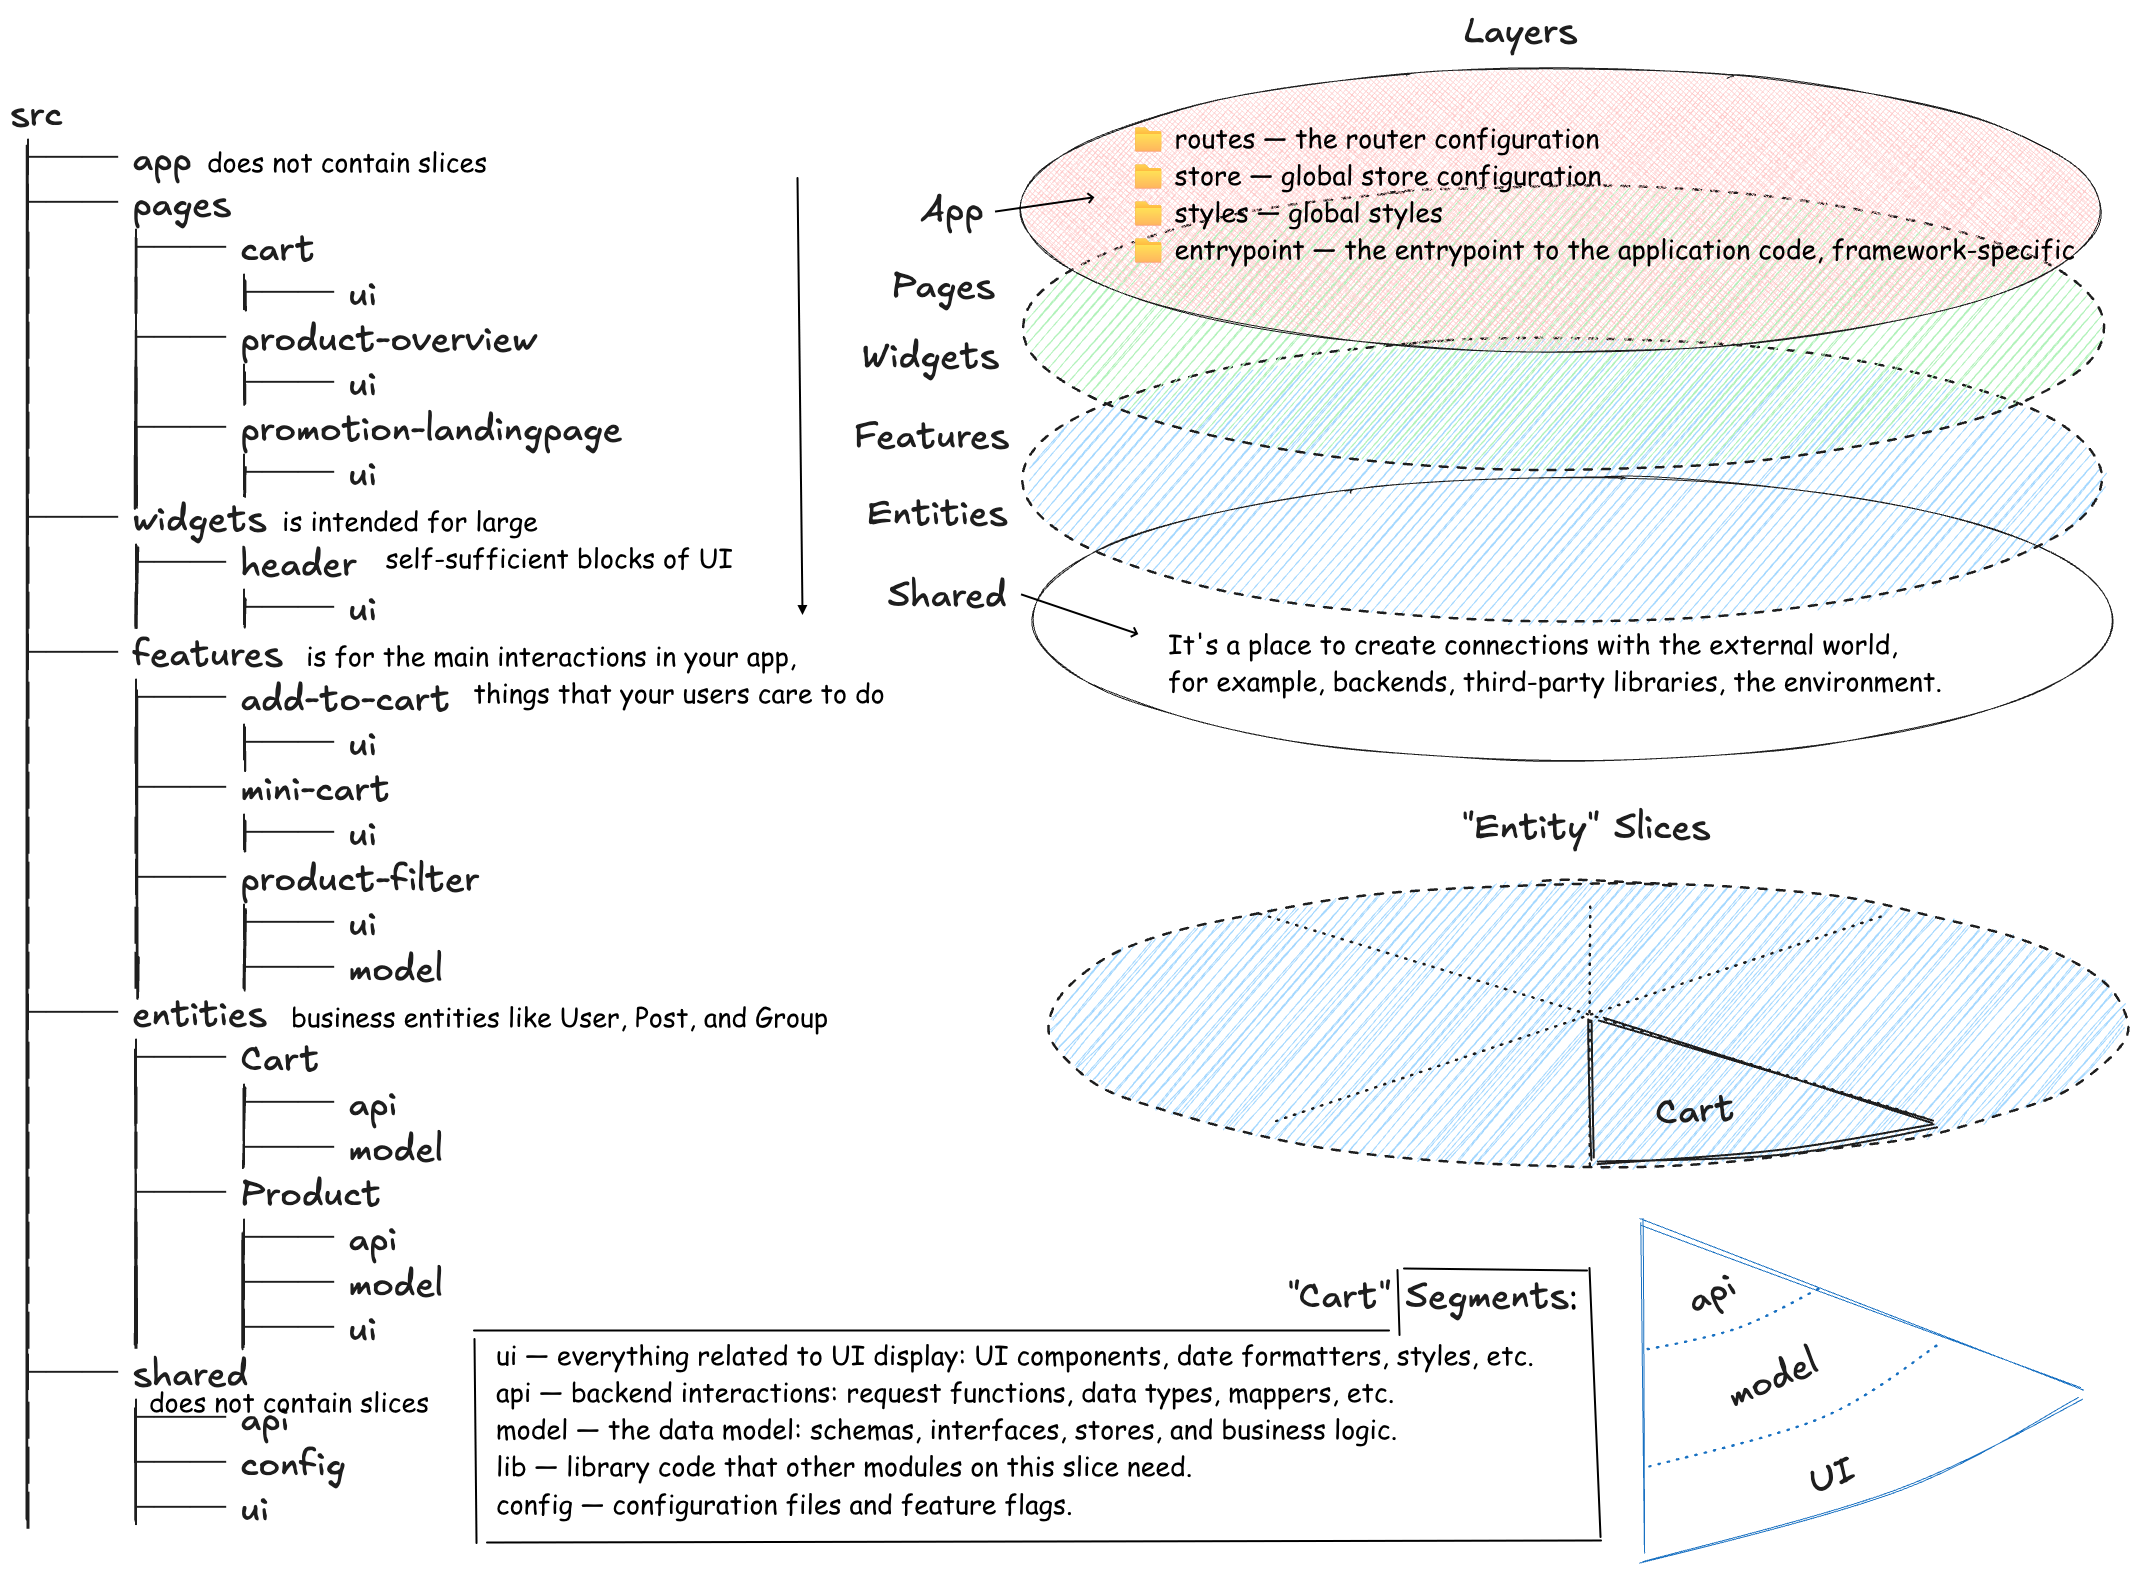 src
app does not contain slices
pages
cart
ui
product-overview
ui
promotion-landingpage
ui
widgets is intended for large
header self-sufficient blocks of UI
ui
features is for the main interactions in your app,
add-to-cart things that your users care to do
ui
mini-cart
ui
product-filter
ui
model
entities business entities like User, Post, and Group
Cart
api
model
Product
api
model
ui
shared
does not contain slices
api
config
ui
Layers
App
routes — the router configuration
store — global store configuration
styles — global styles
entrypoint — the entrypoint to the application code, framework-specific
Pages
Widgets
Features
Entities
Shared
It's a place to create connections with the external world,
for example, backends, third-party libraries, the environment.
"Entity" Slices
Cart
"Cart" Segments:
ui — everything related to UI display: UI components, date formatters, styles, etc.
api — backend interactions: request functions, data types, mappers, etc.
model — the data model: schemas, interfaces, stores, and business logic.
lib — library code that other modules on this slice need.
config — configuration files and feature flags.
api
model
UI